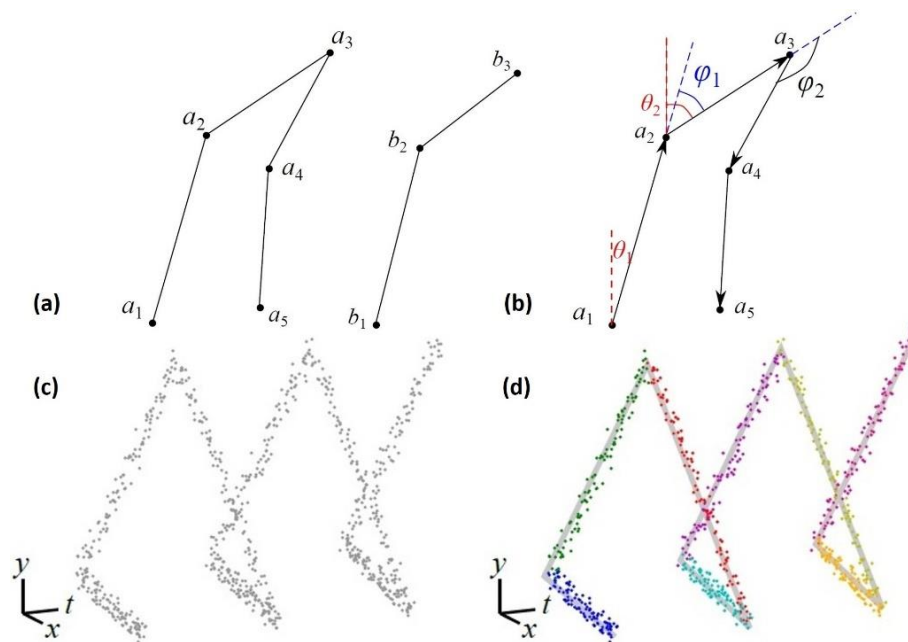 a₃
a₂
a₄
a₁
a₅
b₃
b₂
b₁
(a)
a₃
φ₁
φ₂
θ₂
a₂
a₄
θ₁
a₁
a₅
(b)
(c)
y
t
x
(d)
y
t
x